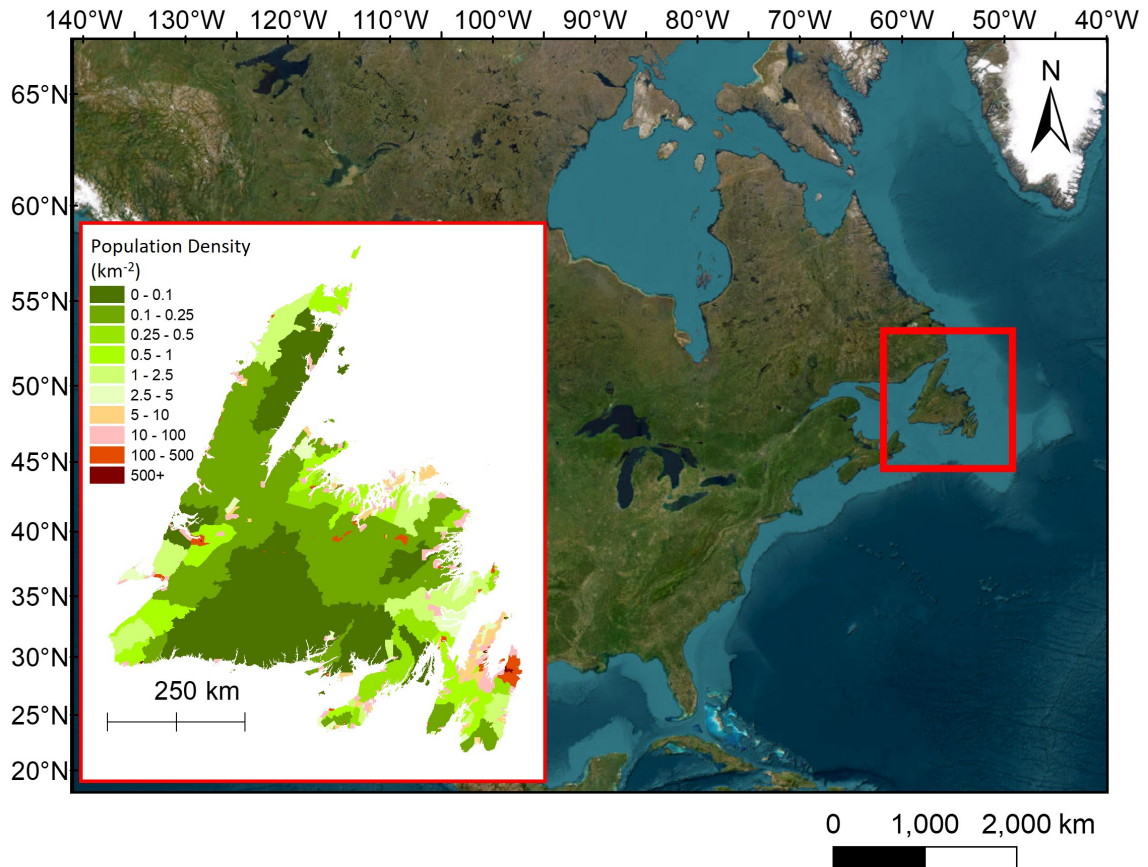 140°W 130°W 120°W 110°W 100°W 90°W 80°W 70°W 60°W 50°W 40°W
65°N
60°N
55°N
50°N
45°N
40°N
35°N
30°N
25°N
20°N
N
Population Density
(km⁻²)
0 - 0.1
0.1 - 0.25
0.25 - 0.5
0.5 - 1
1 - 2.5
2.5 - 5
5 - 10
10 - 100
100 - 500
500+
250 km
0 1,000 2,000 km